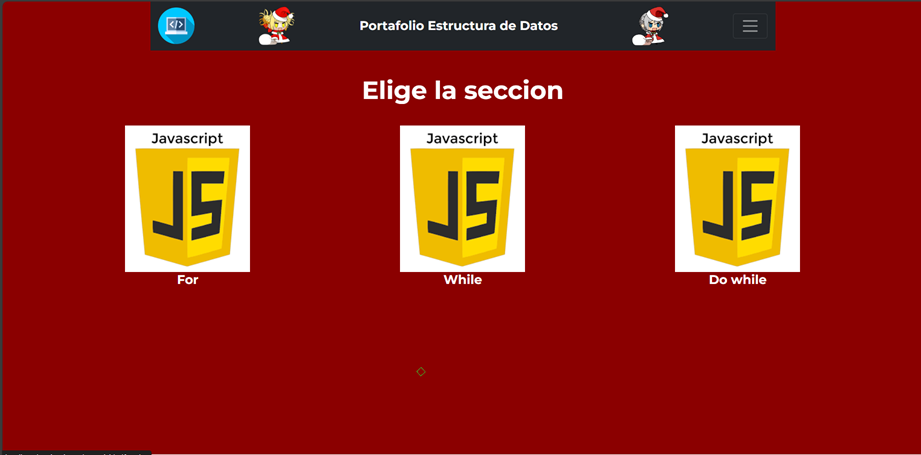 </>
Portafolio Estructura de Datos
Elige la seccion
Javascript
JS
For
Javascript
JS
While
Javascript
JS
Do while